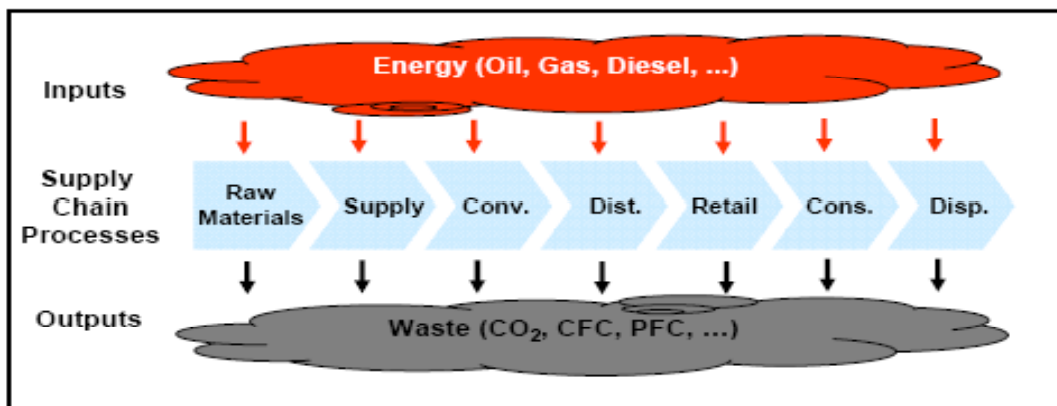 Energy (Oil, Gas, Diesel, ...)
Inputs
Supply
Chain
Processes
Raw
Materials
Supply
Conv.
Dist.
Retail
Cons.
Disp.
Outputs
Waste (CO₂, CFC, PFC, ...)